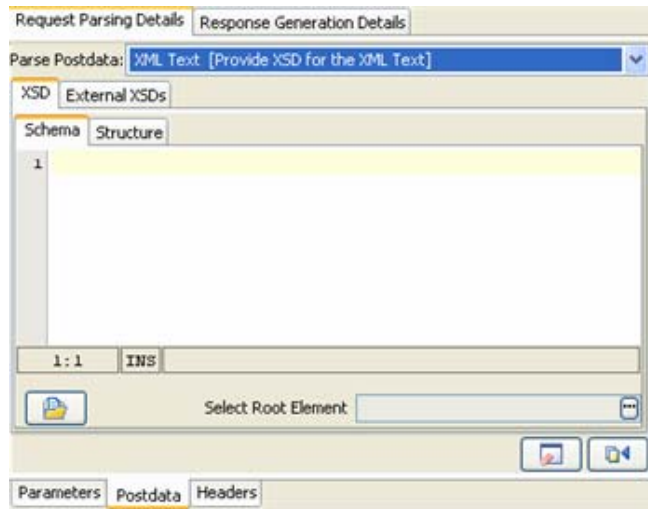 Request Parsing Details Response Generation Details
Parse Postdata: XML Text [Provide XSD for the XML Text]
XSD External XSDs
Schema Structure
1
1:1 INS
Select Root Element
Parameters Postdata Headers